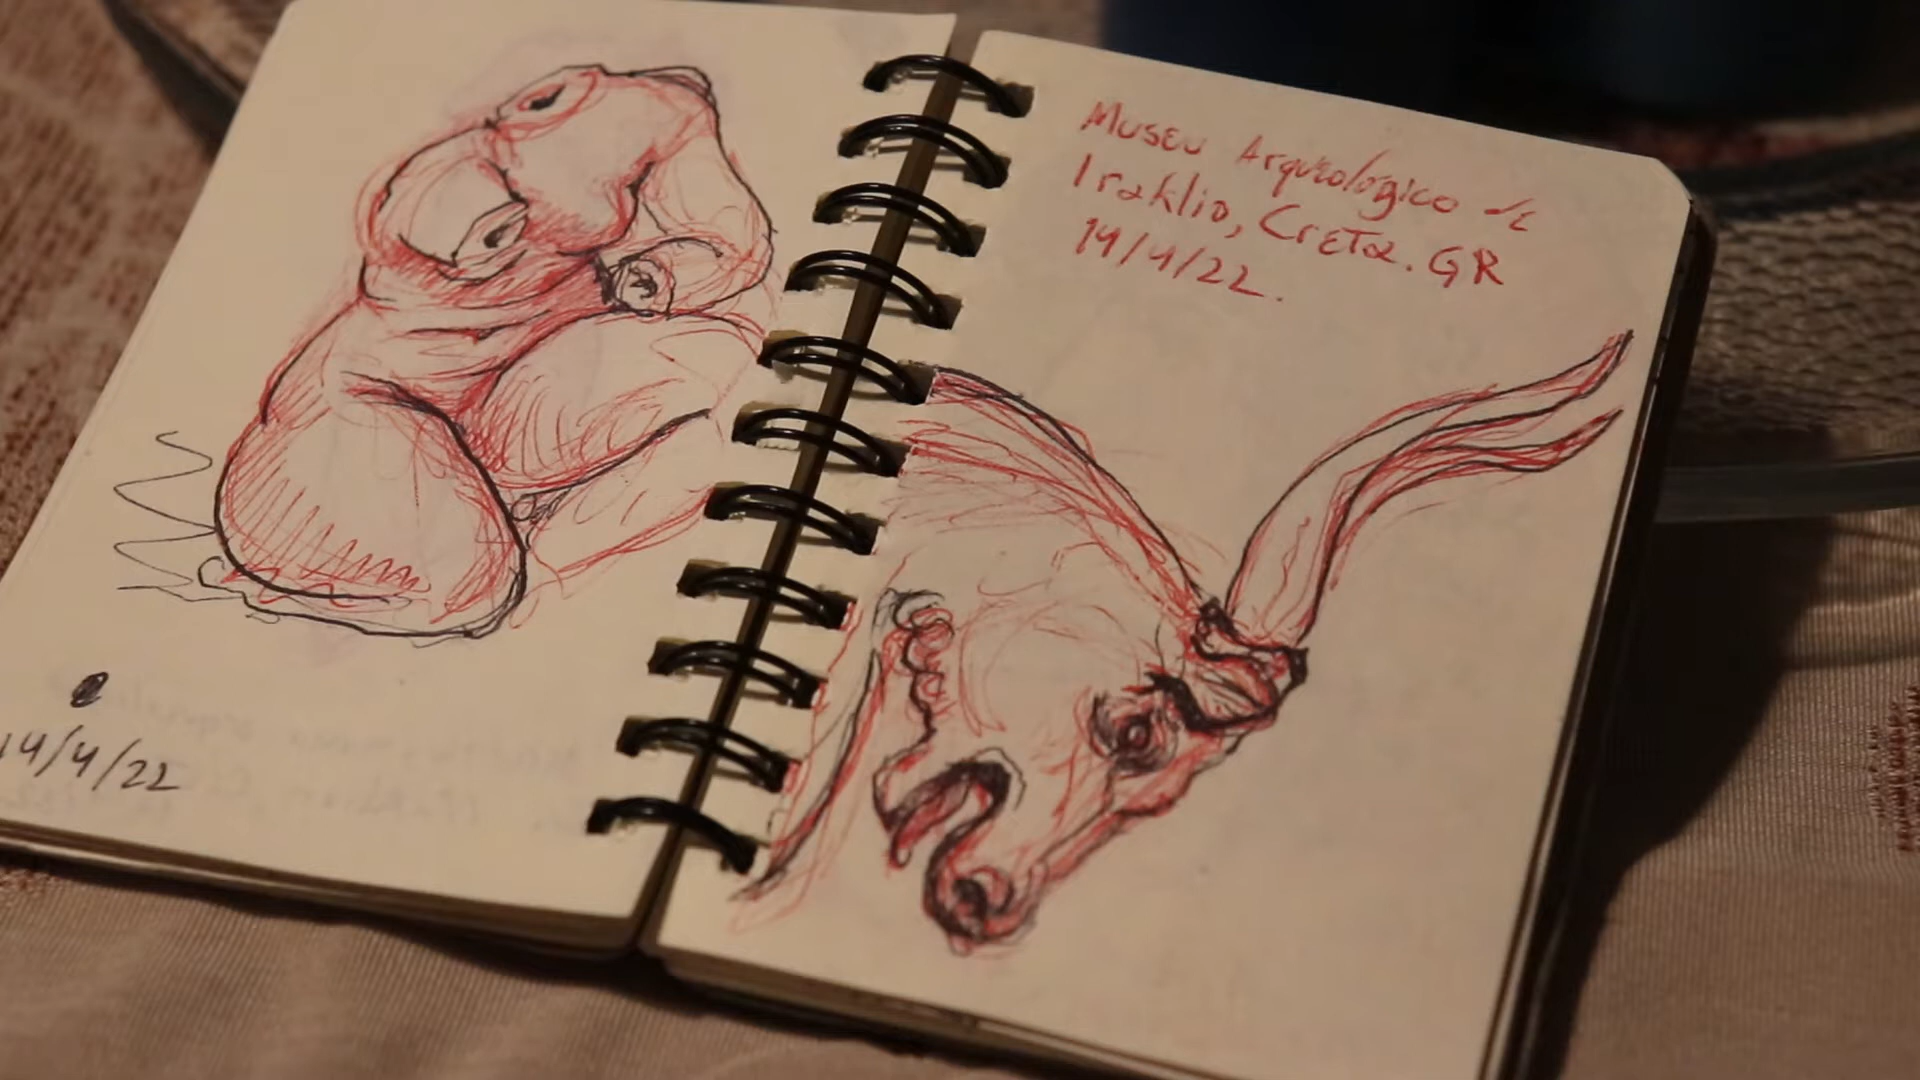 14/4/22
Museu Arqueológico de
Iraklio, Creta. GR
14/4/22.